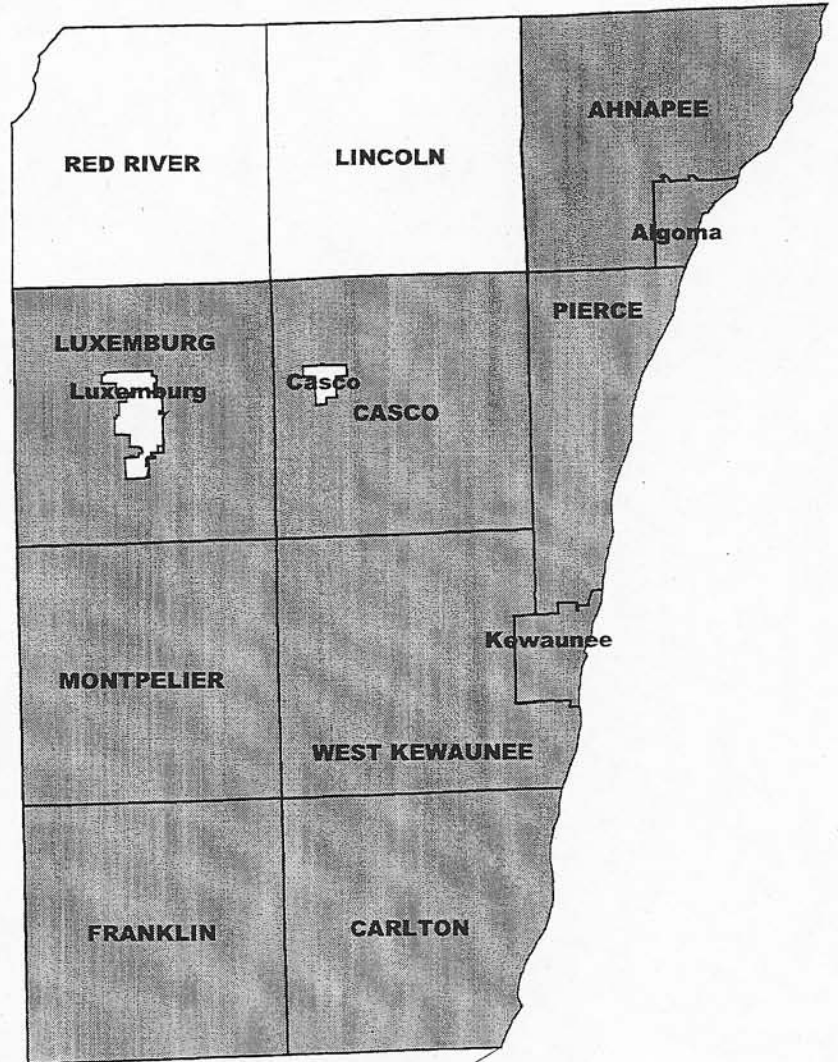 AHNAPEE
RED RIVER
LINCOLN
Algoma
PIERCE
LUXEMBURG
Luxemburg
Casco
CASCO
Kewaunee
MONTPELIER
WEST KEWAUNEE
FRANKLIN
CARLTON